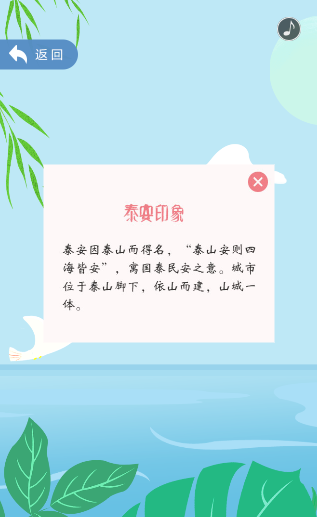 返回
泰安印象
泰安因泰山而得名，“泰山安则四
海皆安”，寓国泰民安之意。城市
位于泰山脚下，依山而建，山城一
体。